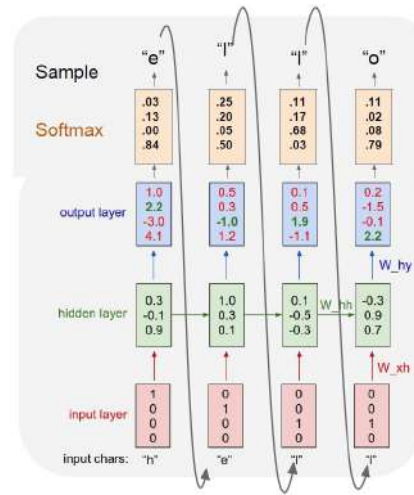 “e” “l” “l” “o”
Sample
Softmax
.03 .25 .11 .11
.13 .20 .17 .02
.00 .05 .68 .08
.84 .50 .03 .79
output layer
1.0 0.5 0.1 0.2
2.2 0.3 0.5 -1.5
-3.0 -1.0 1.9 -0.1
4.1 1.2 -1.1 2.2
W_hy
hidden layer
0.3 1.0 0.1 -0.3
-0.1 0.3 -0.5 0.9
0.9 0.1 -0.3 0.7
W_hh
W_xh
input layer
1 0 0 0
0 1 0 0
0 0 1 1
0 0 0 0
input chars: “h” “e” “l” “l”